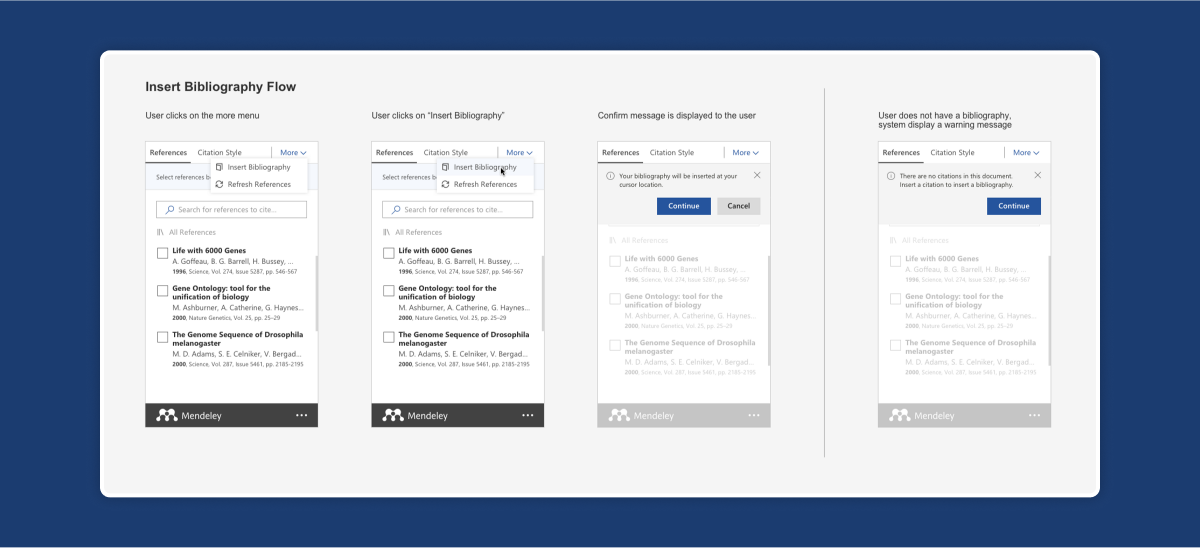 Insert Bibliography Flow
User clicks on the more menu
References Citation Style More
Insert Bibliography
Select references b
Refresh References
Search for references to cite...
All References
Life with 6000 Genes
A. Goffeau, B. G. Barrell, H. Bussey, ...
1996, Science, Vol. 274, Issue 5287, pp. 546-567
Gene Ontology: tool for the
unification of biology
M. Ashburner, A. Catherine, G. Haynes...
2000, Nature Genetics, Vol. 25, pp. 25–29
The Genome Sequence of Drosophila
melanogaster
M. D. Adams, S. E. Celniker, V. Bergad...
2000, Science, Vol. 287, Issue 5461, pp. 2185-2195
Mendeley
User clicks on “Insert Bibliography”
References Citation Style More
Insert Bibliography
Select references b
Refresh References
Search for references to cite...
All References
Life with 6000 Genes
A. Goffeau, B. G. Barrell, H. Bussey, ...
1996, Science, Vol. 274, Issue 5287, pp. 546-567
Gene Ontology: tool for the
unification of biology
M. Ashburner, A. Catherine, G. Haynes...
2000, Nature Genetics, Vol. 25, pp. 25–29
The Genome Sequence of Drosophila
melanogaster
M. D. Adams, S. E. Celniker, V. Bergad...
2000, Science, Vol. 287, Issue 5461, pp. 2185-2195
Mendeley
Confirm message is displayed to the user
References Citation Style More
Your bibliography will be inserted at your
cursor location.
Continue Cancel
All References
Life with 6000 Genes
A. Goffeau, B. G. Barrell, H. Bussey, ...
1996, Science, Vol. 274, Issue 5287, pp. 546-567
Gene Ontology: tool for the
unification of biology
M. Ashburner, A. Catherine, G. Haynes...
2000, Nature Genetics, Vol. 25, pp. 25–29
The Genome Sequence of Drosophila
melanogaster
M. D. Adams, S. E. Celniker, V. Bergad...
2000, Science, Vol. 287, Issue 5461, pp. 2185-2195
Mendeley
User does not have a bibliography,
system display a warning message
References Citation Style More
There are no citations in this document.
Insert a citation to insert a bibliography.
Continue
All References
Life with 6000 Genes
A. Goffeau, B. G. Barrell, H. Bussey, ...
1996, Science, Vol. 274, Issue 5287, pp. 546-567
Gene Ontology: tool for the
unification of biology
M. Ashburner, A. Catherine, G. Haynes...
2000, Nature Genetics, Vol. 25, pp. 25–29
The Genome Sequence of Drosophila
melanogaster
M. D. Adams, S. E. Celniker, V. Bergad...
2000, Science, Vol. 287, Issue 5461, pp. 2185-2195
Mendeley